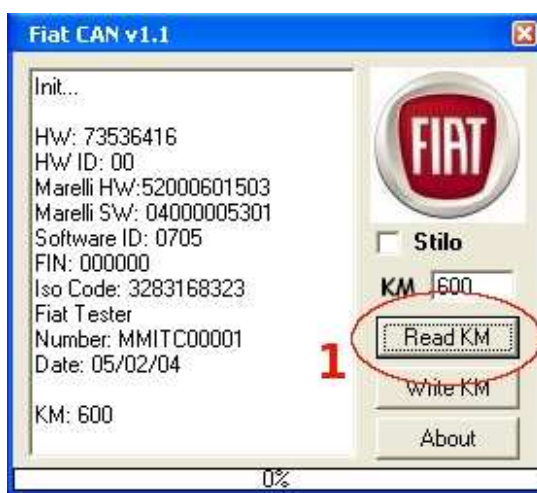 Fiat CAN v1.1
Init...
HW: 73536416
HW ID: 00
Marelli HW:52000601503
Marelli SW: 04000005301
Software ID: 0705
FIN: 000000
Iso Code: 3283168323
Fiat Tester
Number: MMITC00001
Date: 05/02/04
KM: 600
FIAT
Stilo
KM 600
1
Read KM
Write KM
About
0%